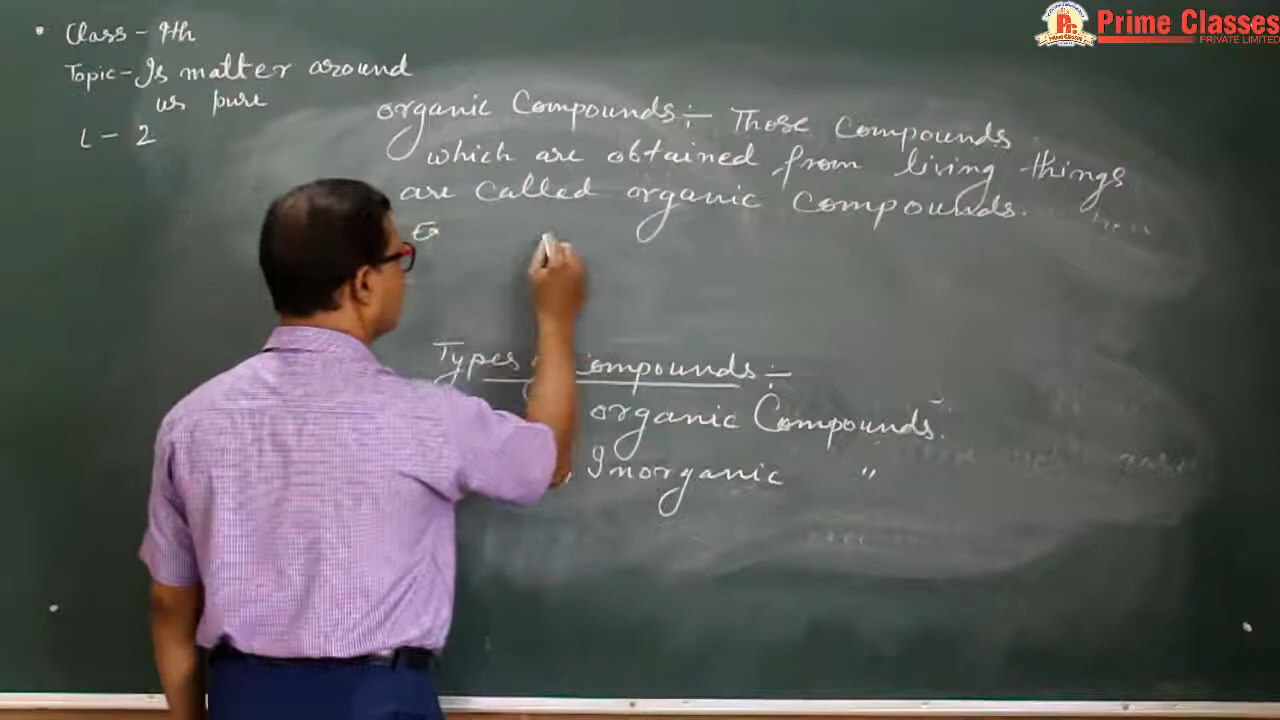 Class - 9th
Topic - Is matter around
us pure
L - 2
Prime Classes
PRIVATE LIMITED
organic Compounds :- Those Compounds
which are obtained from living things
are called organic Compounds.
Ex
Types Compounds :-
organic Compounds.
Inorganic "